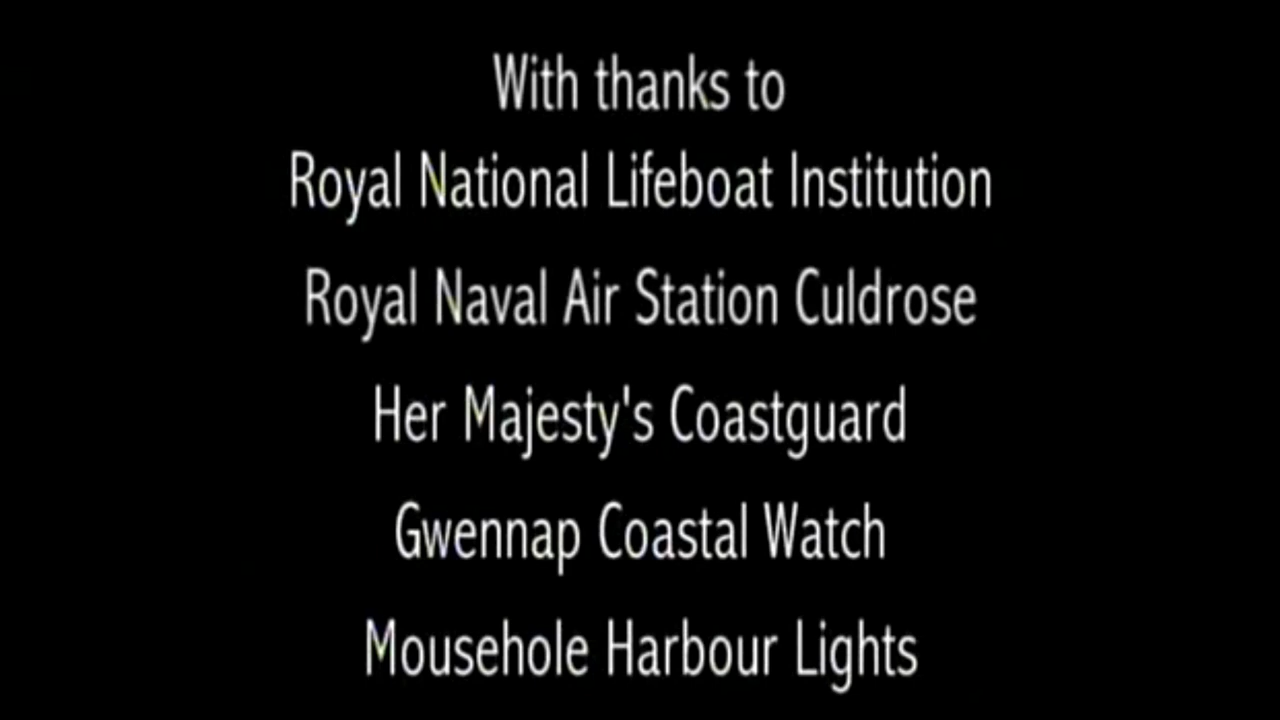 With thanks to
Royal National Lifeboat Institution
Royal Naval Air Station Culdrose
Her Majesty's Coastguard
Gwennap Coastal Watch
Mousehole Harbour Lights